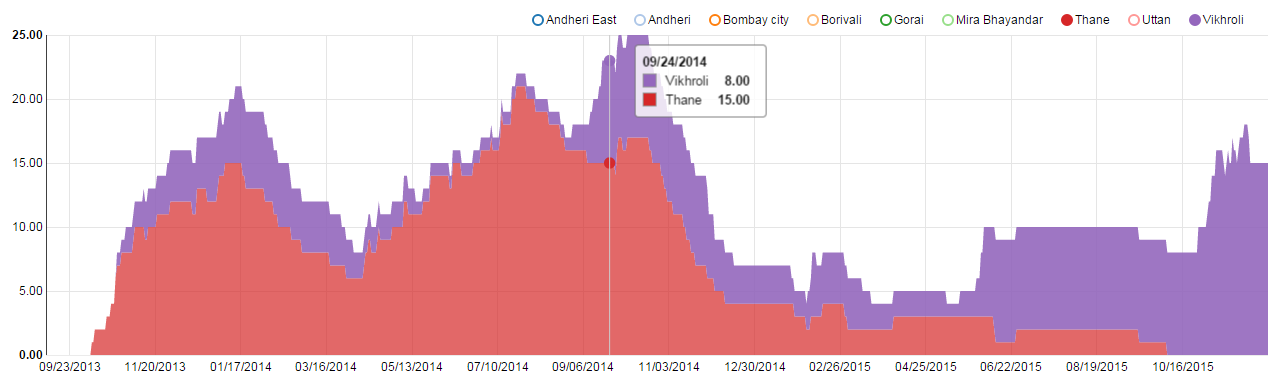 Andheri East Andheri Bombay city Borivali Gorai Mira Bhayandar Thane Uttan Vikhroli
25.00
20.00
15.00
10.00
5.00
0.00
09/24/2014
Vikhroli 8.00
Thane 15.00
09/23/2013 11/20/2013 01/17/2014 03/16/2014 05/13/2014 07/10/2014 09/06/2014 11/03/2014 12/30/2014 02/26/2015 04/25/2015 06/22/2015 08/19/2015 10/16/2015